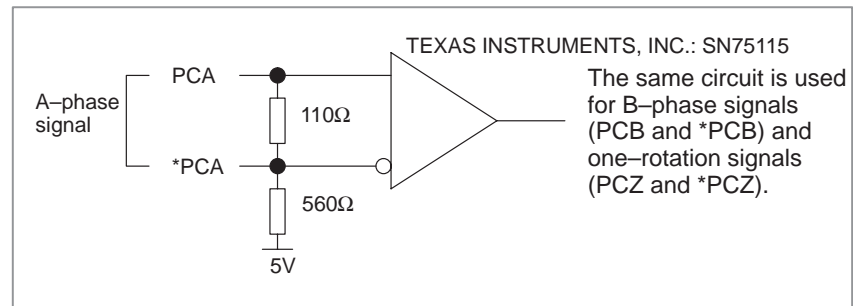 TEXAS INSTRUMENTS, INC.: SN75115
PCA
A–phase
signal
110Ω
*PCA
560Ω
5V
The same circuit is used
for B–phase signals
(PCB and *PCB) and
one–rotation signals
(PCZ and *PCZ).